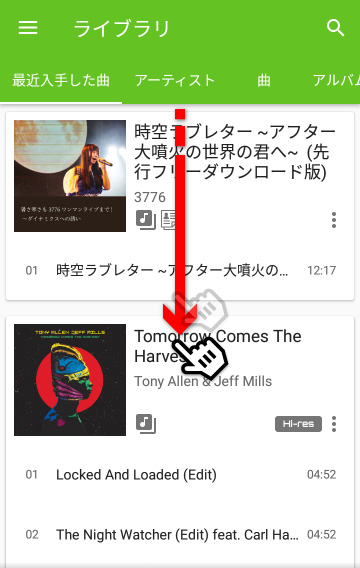 ライブラリ
最近入手した曲 アーティスト 曲 アルバム
時空ラブレター ~アフター
大噴火の世界の君へ~ (先
行フリーダウンロード版)
3776
暑さ寒さも 3776 ワンマンライブまで!
~ダイナミクスへの誘い
01 時空ラブレター ~アフター大噴火の... 12:17
TONY ALLEN JEFF MILLS
TOMORROW COMES THE HARVEST
Tomorrow Comes The
Harvest
Tony Allen & Jeff Mills
Hi-res
01 Locked And Loaded (Edit) 04:52
02 The Night Watcher (Edit) feat. Carl Ha... 04:52